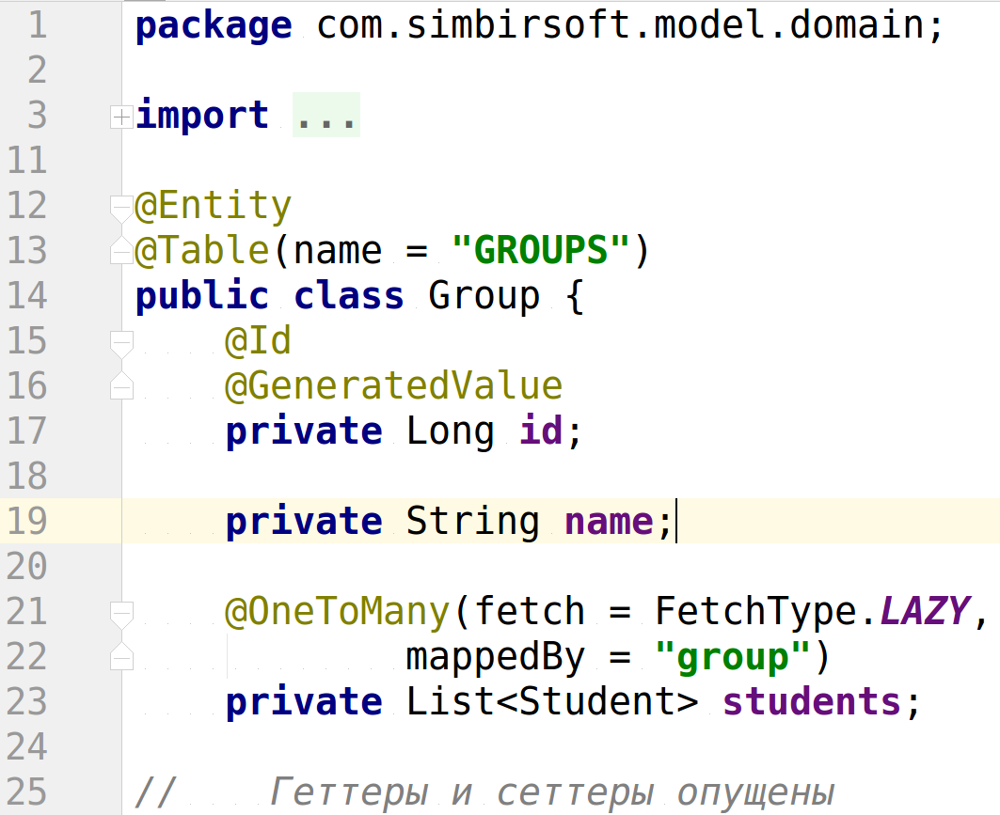 1 package com.simbirsoft.model.domain;
2
3 import ...
11
12 @Entity
13 @Table(name = "GROUPS")
14 public class Group {
15     @Id
16     @GeneratedValue
17     private Long id;
18
19     private String name;
20
21     @OneToMany(fetch = FetchType.LAZY,
22             mappedBy = "group")
23     private List<Student> students;
24
25 //    Геттеры и сеттеры опущены